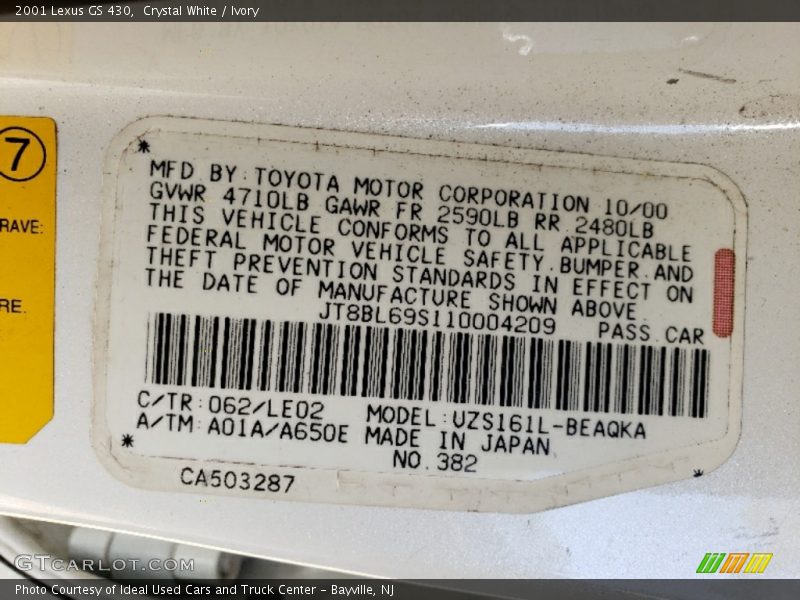 2001 Lexus GS 430, Crystal White / Ivory
7
RAVE:
RE.
MFD BY:TOYOTA MOTOR CORPORATION 10/00
GVWR 4710LB GAWR FR 2590LB RR 2480LB
THIS VEHICLE CONFORMS TO ALL APPLICABLE
FEDERAL MOTOR VEHICLE SAFETY,BUMPER,AND
THEFT PREVENTION STANDARDS IN EFFECT ON
THE DATE OF MANUFACTURE SHOWN ABOVE.
JT8BL69S110004209 PASS.CAR
C/TR:062/LE02 MODEL:UZS161L-BEAQKA
A/TM:A01A/A650E MADE IN JAPAN
NO.382
CA503287
GTCARLOT.COM
Photo Courtesy of Ideal Used Cars and Truck Center - Bayville, NJ